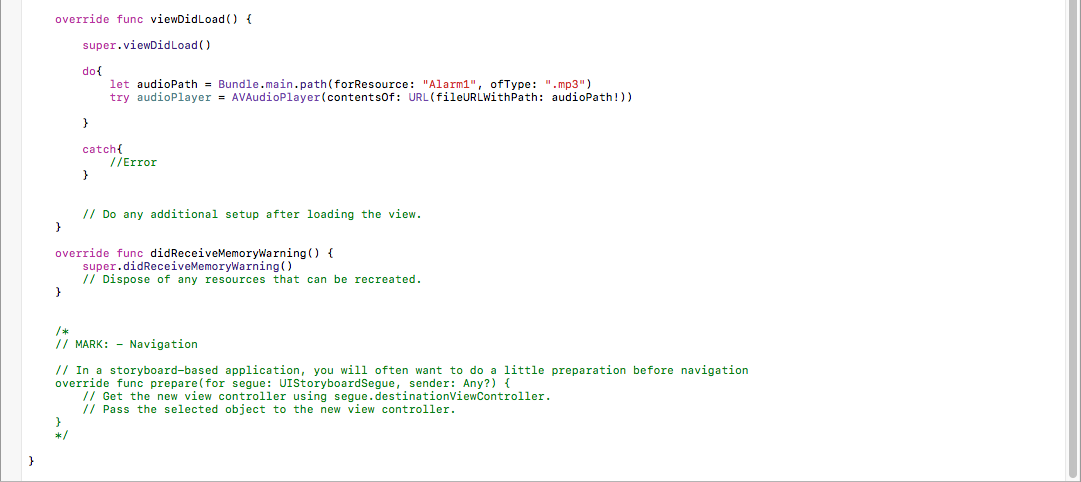 override func viewDidLoad() {
super.viewDidLoad()
do{
let audioPath = Bundle.main.path(forResource: "Alarm1", ofType: ".mp3")
try audioPlayer = AVAudioPlayer(contentsOf: URL(fileURLWithPath: audioPath!))
}
catch{
//Error
}
// Do any additional setup after loading the view.
}
override func didReceiveMemoryWarning() {
super.didReceiveMemoryWarning()
// Dispose of any resources that can be recreated.
}
/*
// MARK: - Navigation
// In a storyboard-based application, you will often want to do a little preparation before navigation
override func prepare(for segue: UIStoryboardSegue, sender: Any?) {
// Get the new view controller using segue.destinationViewController.
// Pass the selected object to the new view controller.
}
*/
}